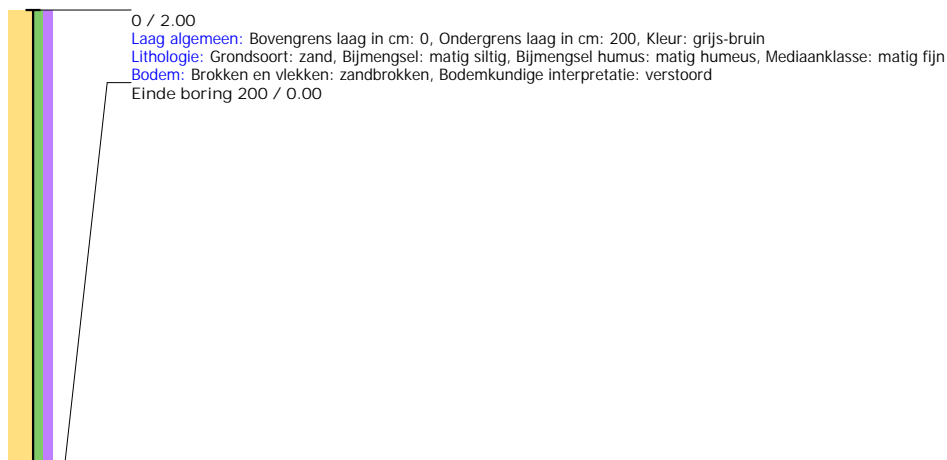 0 / 2.00
Laag algemeen: Bovengrens laag in cm: 0, Ondergrens laag in cm: 200, Kleur: grijs-bruin
Lithologie: Grondsoort: zand, Bijmengsel: matig siltig, Bijmengsel humus: matig humeus, Mediaanklasse: matig fijn
Bodem: Brokken en vlekken: zandbrokken, Bodemkundige interpretatie: verstoord
Einde boring 200 / 0.00